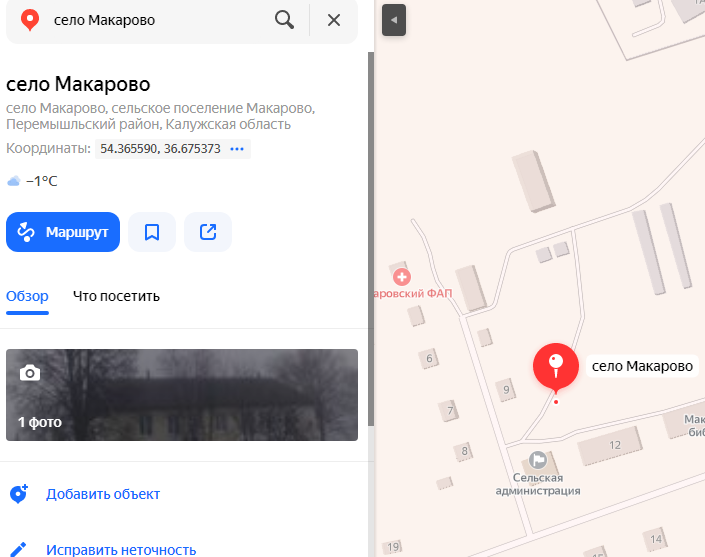 село Макарово
село Макарово
село Макарово, сельское поселение Макарово,
Перемышльский район, Калужская область
Координаты: 54.365590, 36.675373
−1°C
Маршрут
Обзор
Что посетить
1 фото
Добавить объект
Исправить неточность
аровский ФАП
6
7
8
9
село Макарово
Мак
биб
12
Сельская
администрация
19
14
15